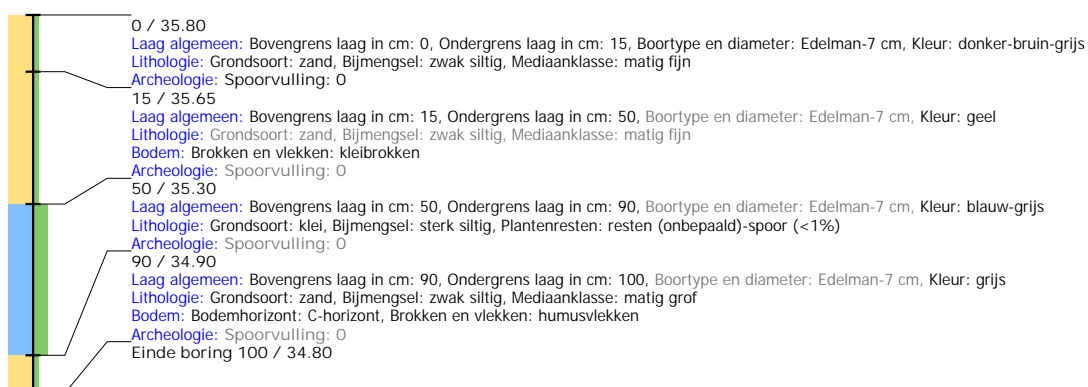 0 / 35.80
Laag algemeen: Bovengrens laag in cm: 0, Ondergrens laag in cm: 15, Boortype en diameter: Edelman-7 cm, Kleur: donker-bruin-grijs
Lithologie: Grondsoort: zand, Bijmengsel: zwak siltig, Mediaanklasse: matig fijn
Archeologie: Spoorvulling: 0
15 / 35.65
Laag algemeen: Bovengrens laag in cm: 15, Ondergrens laag in cm: 50, Boortype en diameter: Edelman-7 cm, Kleur: geel
Lithologie: Grondsoort: zand, Bijmengsel: zwak siltig, Mediaanklasse: matig fijn
Bodem: Brokken en vlekken: kleibrokken
Archeologie: Spoorvulling: 0
50 / 35.30
Laag algemeen: Bovengrens laag in cm: 50, Ondergrens laag in cm: 90, Boortype en diameter: Edelman-7 cm, Kleur: blauw-grijs
Lithologie: Grondsoort: klei, Bijmengsel: sterk siltig, Plantenresten: resten (onbepaald)-spoor (<1%)
Archeologie: Spoorvulling: 0
90 / 34.90
Laag algemeen: Bovengrens laag in cm: 90, Ondergrens laag in cm: 100, Boortype en diameter: Edelman-7 cm, Kleur: grijs
Lithologie: Grondsoort: zand, Bijmengsel: zwak siltig, Mediaanklasse: matig grof
Bodem: Bodemhorizont: C-horizont, Brokken en vlekken: humusvlekken
Archeologie: Spoorvulling: 0
Einde boring 100 / 34.80